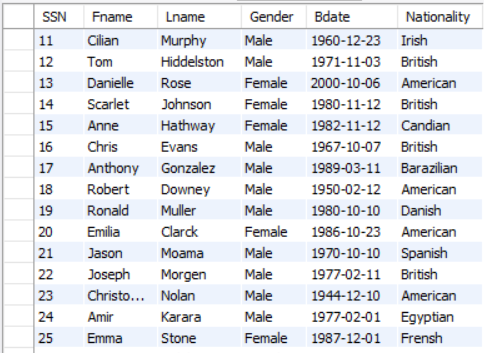 SSN Fname Lname Gender Bdate Nationality
11 Cilian Murphy Male 1960-12-23 Irish
12 Tom Hiddelston Male 1971-11-03 British
13 Danielle Rose Female 2000-10-06 American
14 Scarlet Johnson Female 1980-11-12 British
15 Anne Hathway Female 1982-11-12 Candian
16 Chris Evans Male 1967-10-07 British
17 Anthony Gonzalez Male 1989-03-11 Barazilian
18 Robert Downey Male 1950-02-12 American
19 Ronald Muller Male 1980-10-10 Danish
20 Emilia Clarck Female 1986-10-23 American
21 Jason Moama Male 1970-10-10 Spanish
22 Joseph Morgen Male 1977-02-11 British
23 Christo... Nolan Male 1944-12-10 American
24 Amir Karara Male 1977-02-01 Egyptian
25 Emma Stone Female 1987-12-01 Frensh